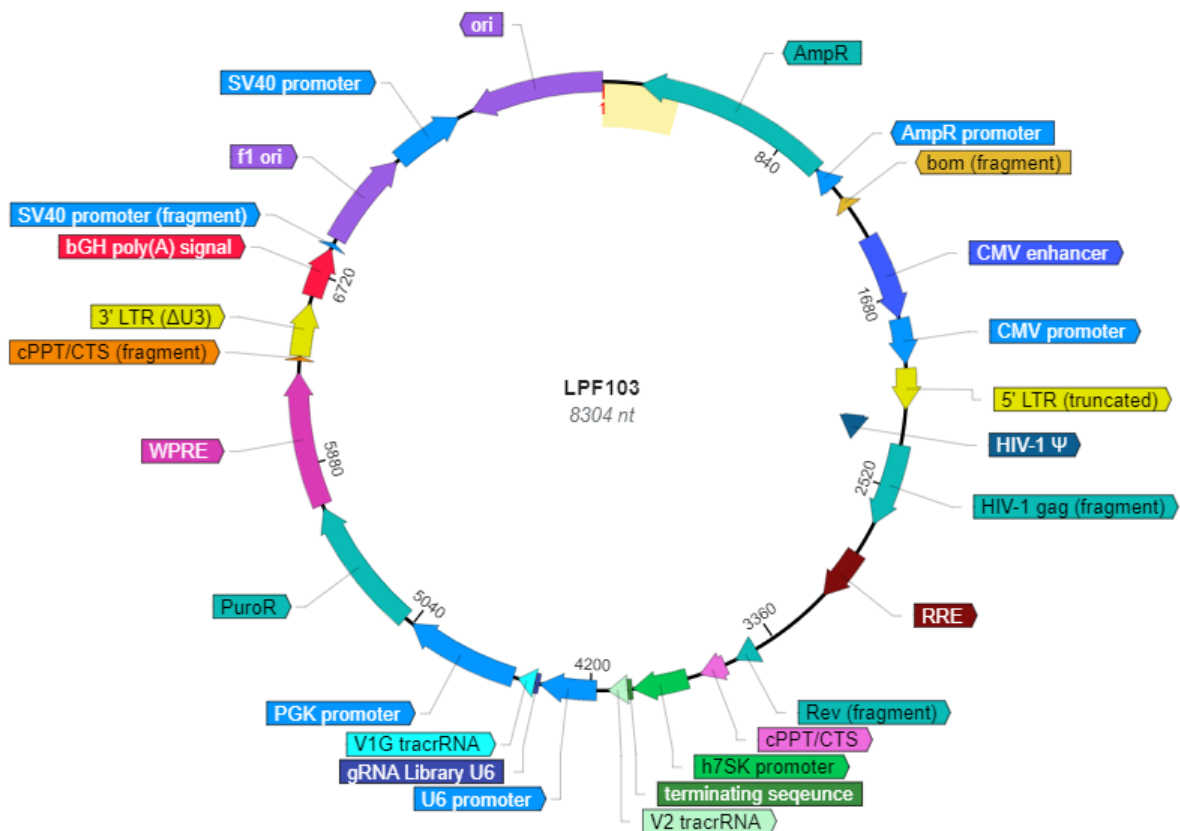 ori
AmpR
SV40 promoter
1
AmpR promoter
840
bom (fragment)
f1 ori
SV40 promoter (fragment)
bGH poly(A) signal
CMV enhancer
6720
1680
3' LTR (ΔU3)
CMV promoter
cPPT/CTS (fragment)
LPF103
8304 nt
5' LTR (truncated)
HIV-1 Ψ
WPRE
5880
2520
HIV-1 gag (fragment)
PuroR
5040
RRE
3360
4200
PGK promoter
Rev (fragment)
V1G tracrRNA
cPPT/CTS
gRNA Library U6
h7SK promoter
U6 promoter
terminating seqeunce
V2 tracrRNA